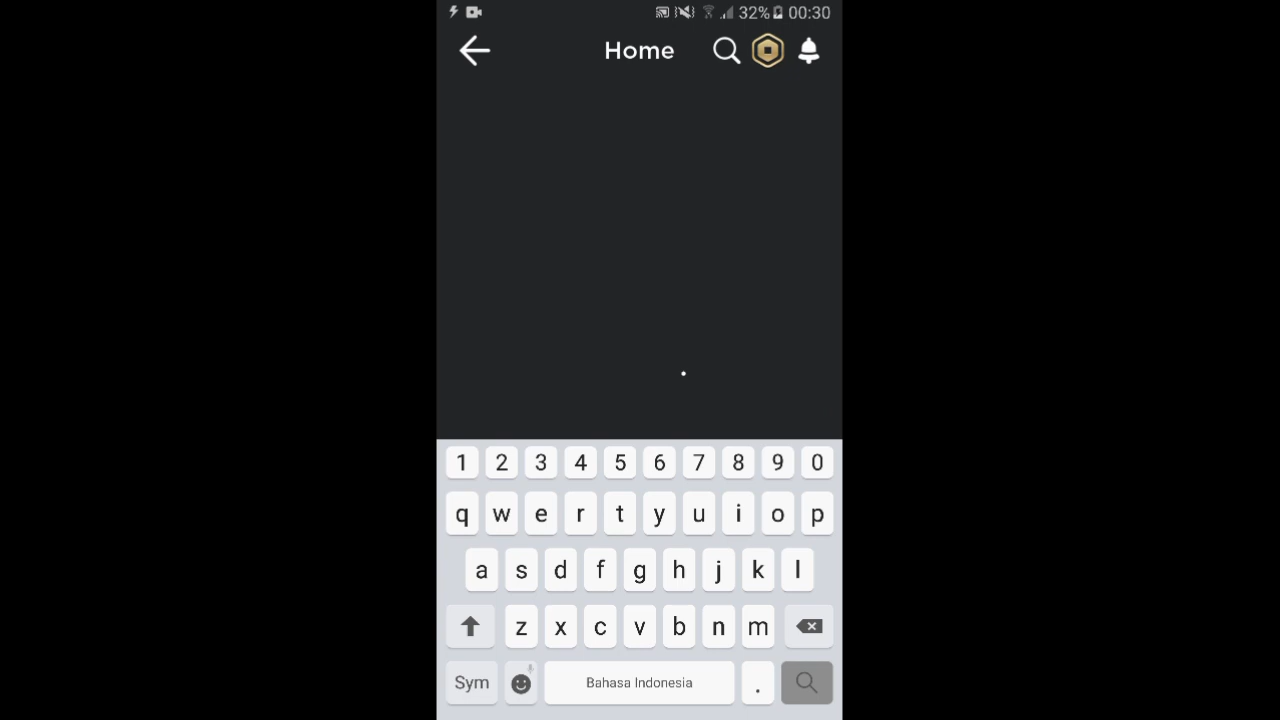 32% 00:30
Home
1 2 3 4 5 6 7 8 9 0
q w e r t y u i o p
a s d f g h j k l
z x c v b n m
Sym Bahasa Indonesia .